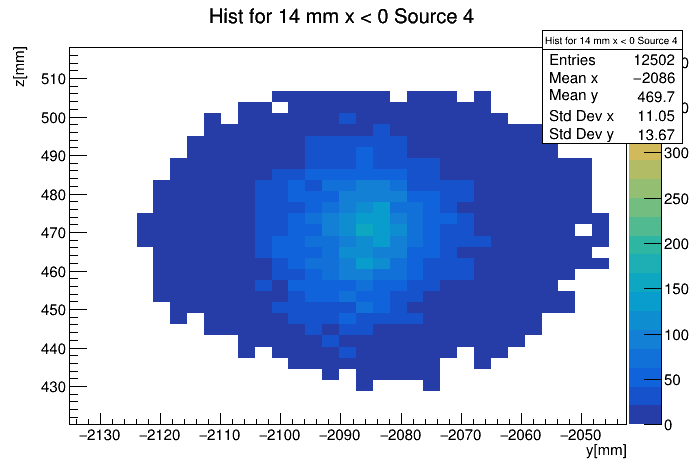 Hist for 14 mm x < 0 Source 4
z[mm]
Hist for 14 mm x < 0 Source 4
Entries 12502
Mean x −2086
Mean y 469.7
Std Dev x 11.05
Std Dev y 13.67
510
500
490
480
470
460
450
440
430
300
250
200
150
100
50
0
−2130 −2120 −2110 −2100 −2090 −2080 −2070 −2060 −2050
y[mm]